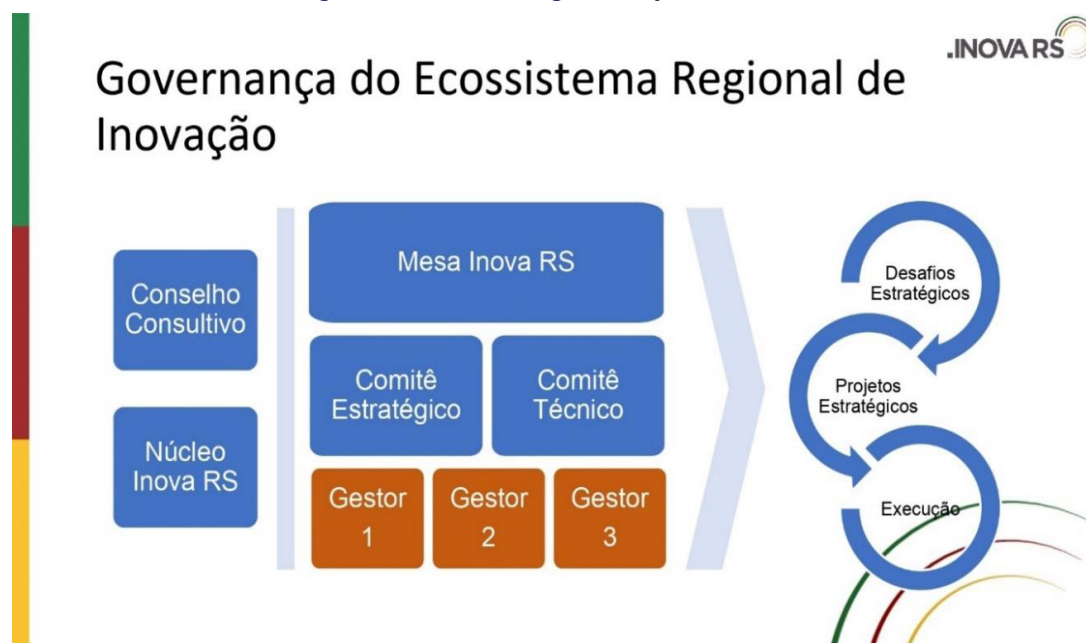 .INOVA RS
Governança do Ecossistema Regional de
Inovação
Conselho
Consultivo
Núcleo
Inova RS
Mesa Inova RS
Comitê
Estratégico
Comitê
Técnico
Gestor
1
Gestor
2
Gestor
3
Desafios
Estratégicos
Projetos
Estratégicos
Execução